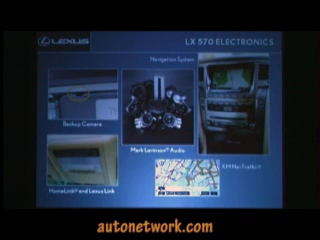 LEXUS
LX 570 ELECTRONICS
Navigation System
Backup Camera
Mark Levinson® Audio
XM NavTraffic®
HomeLink® and Lexus Link
autonetwork.com